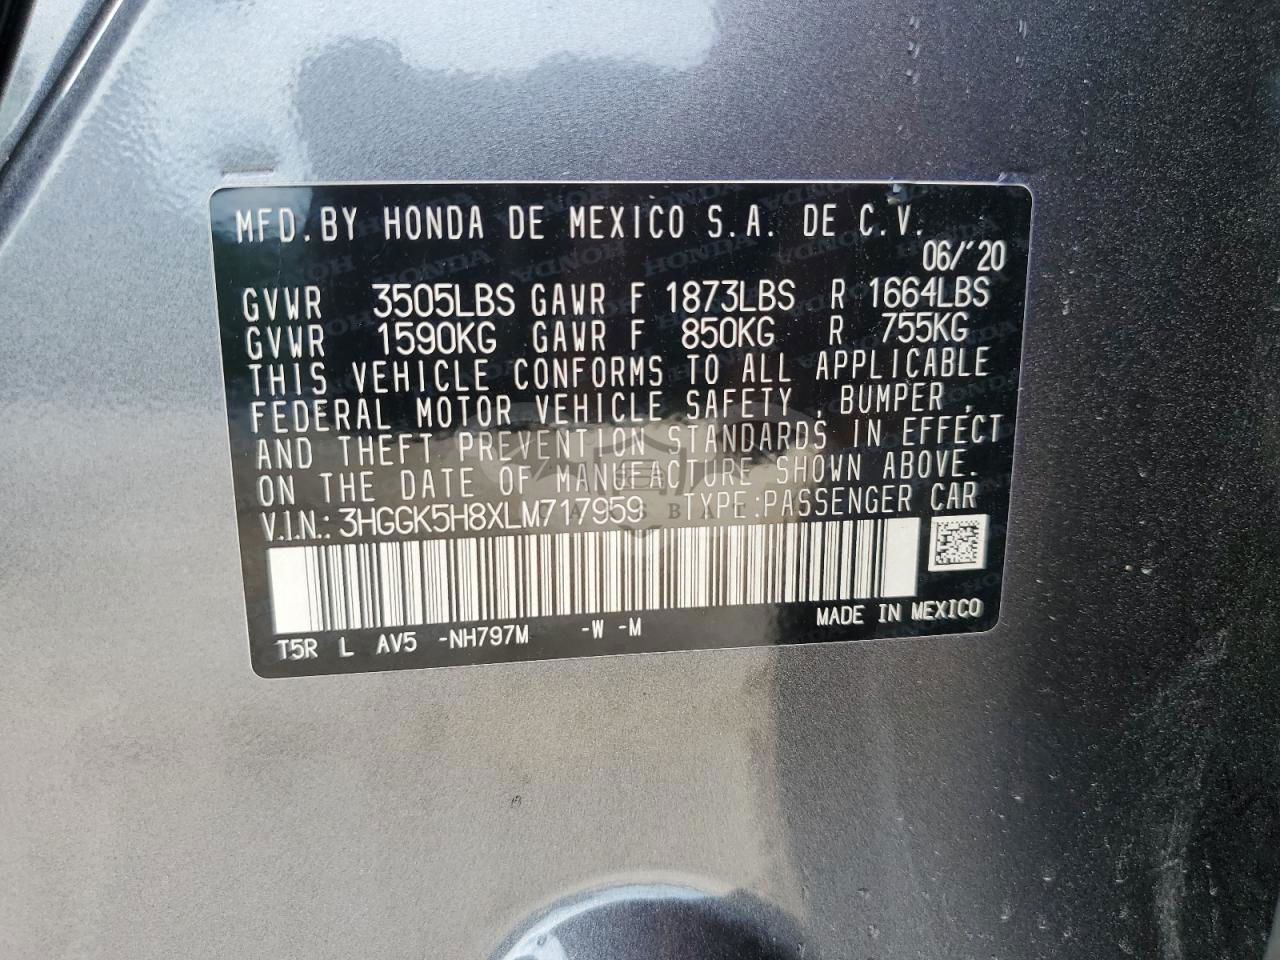 MFD. BY HONDA DE MEXICO S.A. DE C.V.
06/'20
GVWR 3505LBS GAWR F 1873LBS R 1664LBS
GVWR 1590KG GAWR F 850KG R 755KG
THIS VEHICLE CONFORMS TO ALL APPLICABLE
FEDERAL MOTOR VEHICLE SAFETY , BUMPER ,
AND THEFT PREVENTION STANDARDS IN EFFECT
ON THE DATE OF MANUFACTURE SHOWN ABOVE.
V.I.N.: 3HGGK5H8XLM717959 TYPE:PASSENGER CAR
MADE IN MEXICO
T5R L AV5 -NH797M -W -M